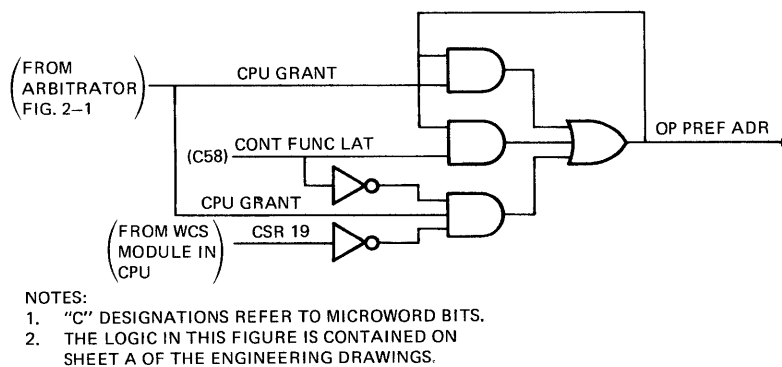 (FROM
ARBITRATOR
FIG. 2–1)
CPU GRANT
(C58)
CONT FUNC LAT
OP PREF ADR
CPU GRANT
(FROM WCS
MODULE IN
CPU)
CSR 19
NOTES:
1. "C" DESIGNATIONS REFER TO MICROWORD BITS.
2. THE LOGIC IN THIS FIGURE IS CONTAINED ON
SHEET A OF THE ENGINEERING DRAWINGS.